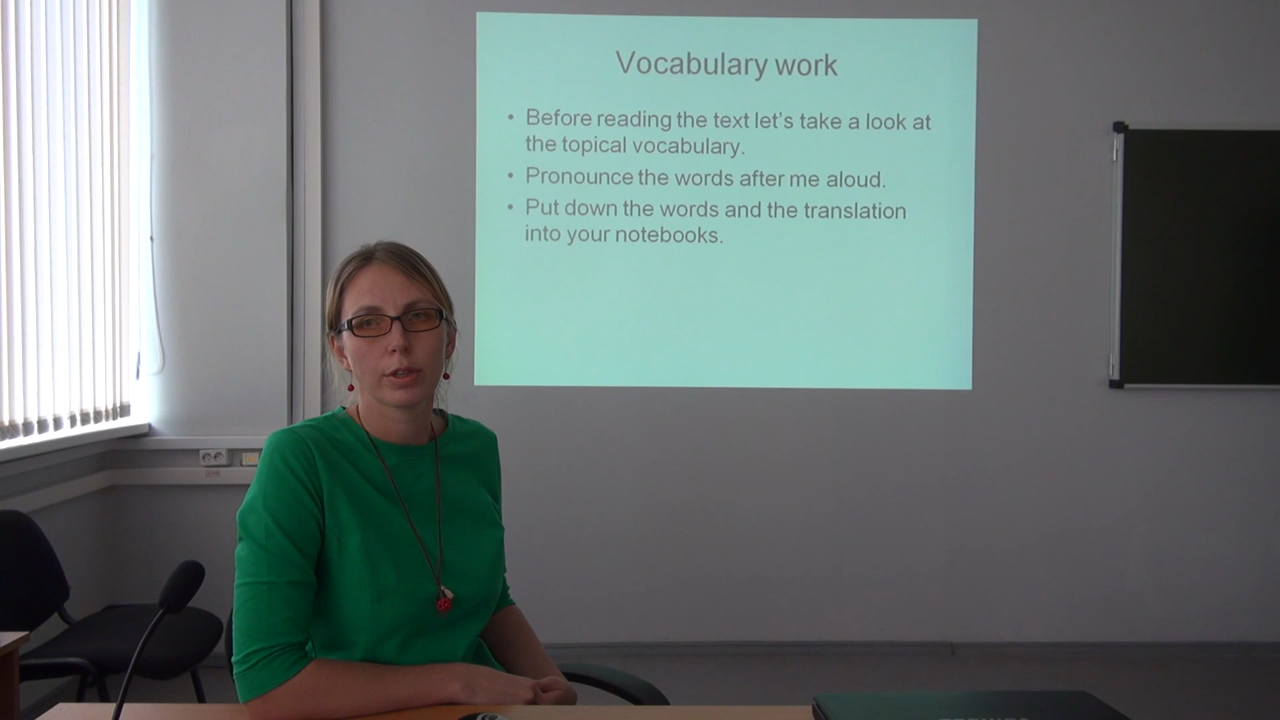 Vocabulary work
• Before reading the text let's take a look at
the topical vocabulary.
• Pronounce the words after me aloud.
• Put down the words and the translation
into your notebooks.